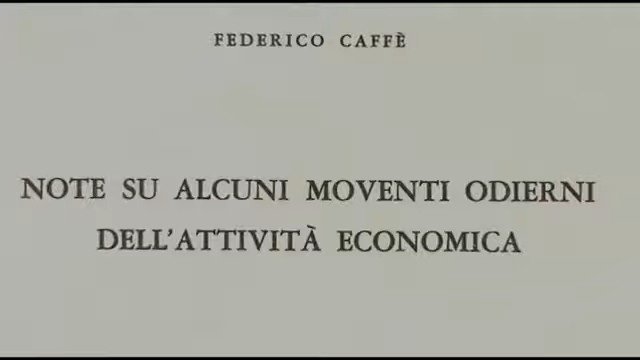 FEDERICO CAFFÈ
NOTE SU ALCUNI MOVENTI ODIERNI
DELL'ATTIVITÀ ECONOMICA